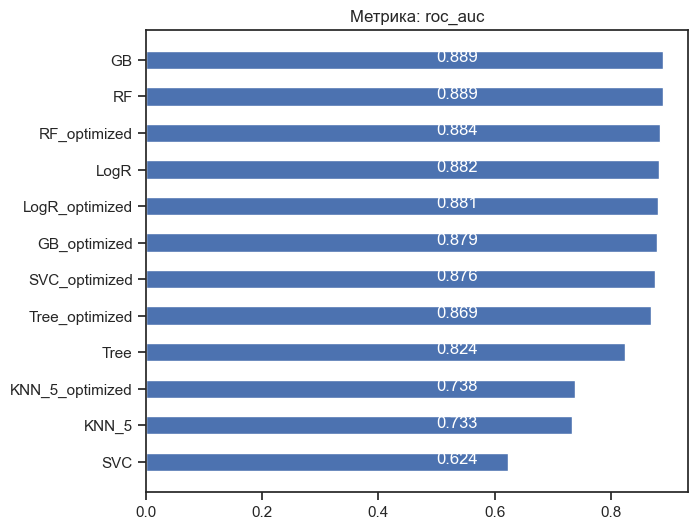 Метрика: roc_auc
GB 0.889
RF 0.889
RF_optimized 0.884
LogR 0.882
LogR_optimized 0.881
GB_optimized 0.879
SVC_optimized 0.876
Tree_optimized 0.869
Tree 0.824
KNN_5_optimized 0.738
KNN_5 0.733
SVC 0.624
0.0 0.2 0.4 0.6 0.8